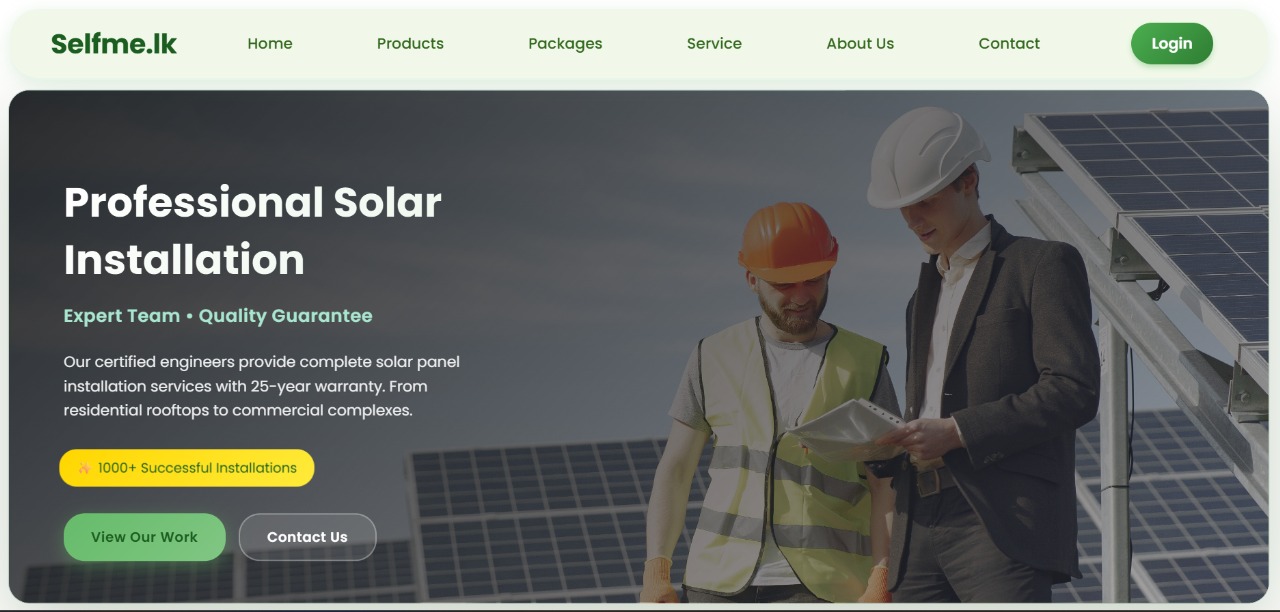 Selfme.lk
Home
Products
Packages
Service
About Us
Contact
Login
Professional Solar
Installation
Expert Team • Quality Guarantee
Our certified engineers provide complete solar panel
installation services with 25-year warranty. From
residential rooftops to commercial complexes.
1000+ Successful Installations
View Our Work
Contact Us